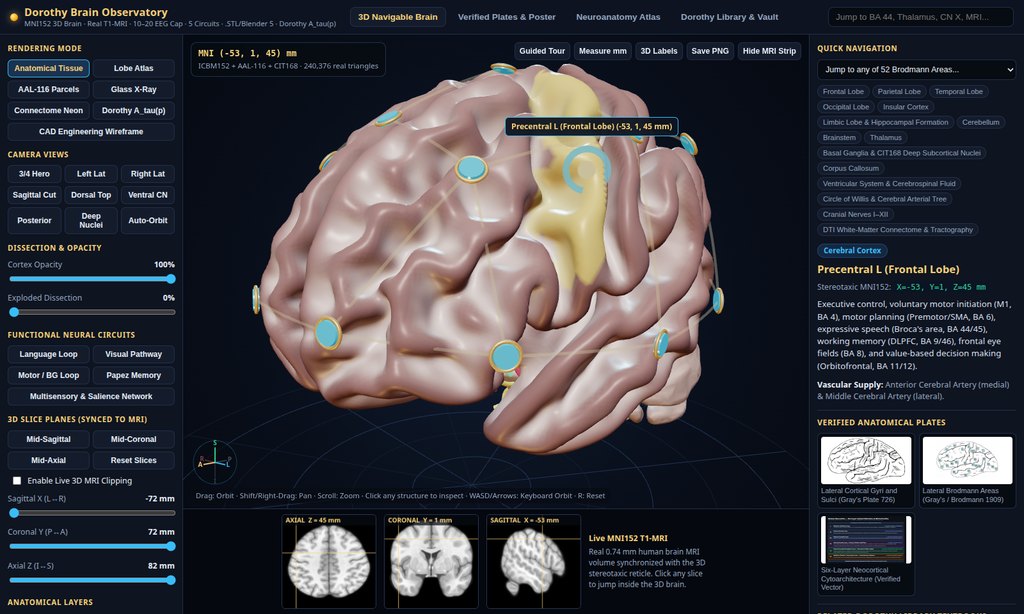 Dorothy Brain Observatory
MNI152 3D Brain · Real T1-MRI · 10–20 EEG Cap · 5 Circuits · .STL/Blender 5 · Dorothy A_tau(p)
3D Navigable Brain
Verified Plates & Poster
Neuroanatomy Atlas
Dorothy Library & Vault
Jump to BA 44, Thalamus, CN X, MRI...
RENDERING MODE
Anatomical Tissue
Lobe Atlas
AAL-116 Parcels
Glass X-Ray
Connectome Neon
Dorothy A_tau(p)
CAD Engineering Wireframe
CAMERA VIEWS
3/4 Hero
Left Lat
Right Lat
Sagittal Cut
Dorsal Top
Ventral CN
Posterior
Deep
Nuclei
Auto-Orbit
DISSECTION & OPACITY
Cortex Opacity
100%
Exploded Dissection
0%
FUNCTIONAL NEURAL CIRCUITS
Language Loop
Visual Pathway
Motor / BG Loop
Papez Memory
Multisensory & Salience Network
3D SLICE PLANES (SYNCED TO MRI)
Mid-Sagittal
Mid-Coronal
Mid-Axial
Reset Slices
Enable Live 3D MRI Clipping
Sagittal X (L↔R)
-72 mm
Coronal Y (P↔A)
72 mm
Axial Z (I↔S)
82 mm
ANATOMICAL LAYERS
MNI (-53, 1, 45) mm
ICBM152 + AAL-116 + CIT168 · 240,376 real triangles
Guided Tour
Measure mm
3D Labels
Save PNG
Hide MRI Strip
Precentral L (Frontal Lobe) (-53, 1, 45 mm)
S
A
L
Drag: Orbit · Shift/Right-Drag: Pan · Scroll: Zoom · Click any structure to inspect · WASD/Arrows: Keyboard Orbit · R: Reset
AXIAL Z = 45 mm
CORONAL Y = 1 mm
SAGITTAL X = -53 mm
Live MNI152 T1-MRI
Real 0.74 mm human brain MRI
volume synchronized with the 3D
stereotaxic reticle. Click any slice
to jump inside the 3D brain.
QUICK NAVIGATION
Jump to any of 52 Brodmann Areas...
Frontal Lobe
Parietal Lobe
Temporal Lobe
Occipital Lobe
Insular Cortex
Limbic Lobe & Hippocampal Formation
Cerebellum
Brainstem
Thalamus
Basal Ganglia & CIT168 Deep Subcortical Nuclei
Corpus Callosum
Ventricular System & Cerebrospinal Fluid
Circle of Willis & Cerebral Arterial Tree
Cranial Nerves I–XII
DTI White-Matter Connectome & Tractography
Cerebral Cortex
Precentral L (Frontal Lobe)
Stereotaxic MNI152: X=-53, Y=1, Z=45 mm
Executive control, voluntary motor initiation (M1,
BA 4), motor planning (Premotor/SMA, BA 6),
expressive speech (Broca's area, BA 44/45),
working memory (DLPFC, BA 9/46), frontal eye
fields (BA 8), and value-based decision making
(Orbitofrontal, BA 11/12).
Vascular Supply: Anterior Cerebral Artery (medial)
& Middle Cerebral Artery (lateral).
VERIFIED ANATOMICAL PLATES
Lateral Cortical Gyri and
Sulci (Gray's Plate 726)
Lateral Brodmann Areas
(Gray's / Brodmann 1909)
Six-Layer Neocortical
Cytoarchitecture (Verified
Vector)